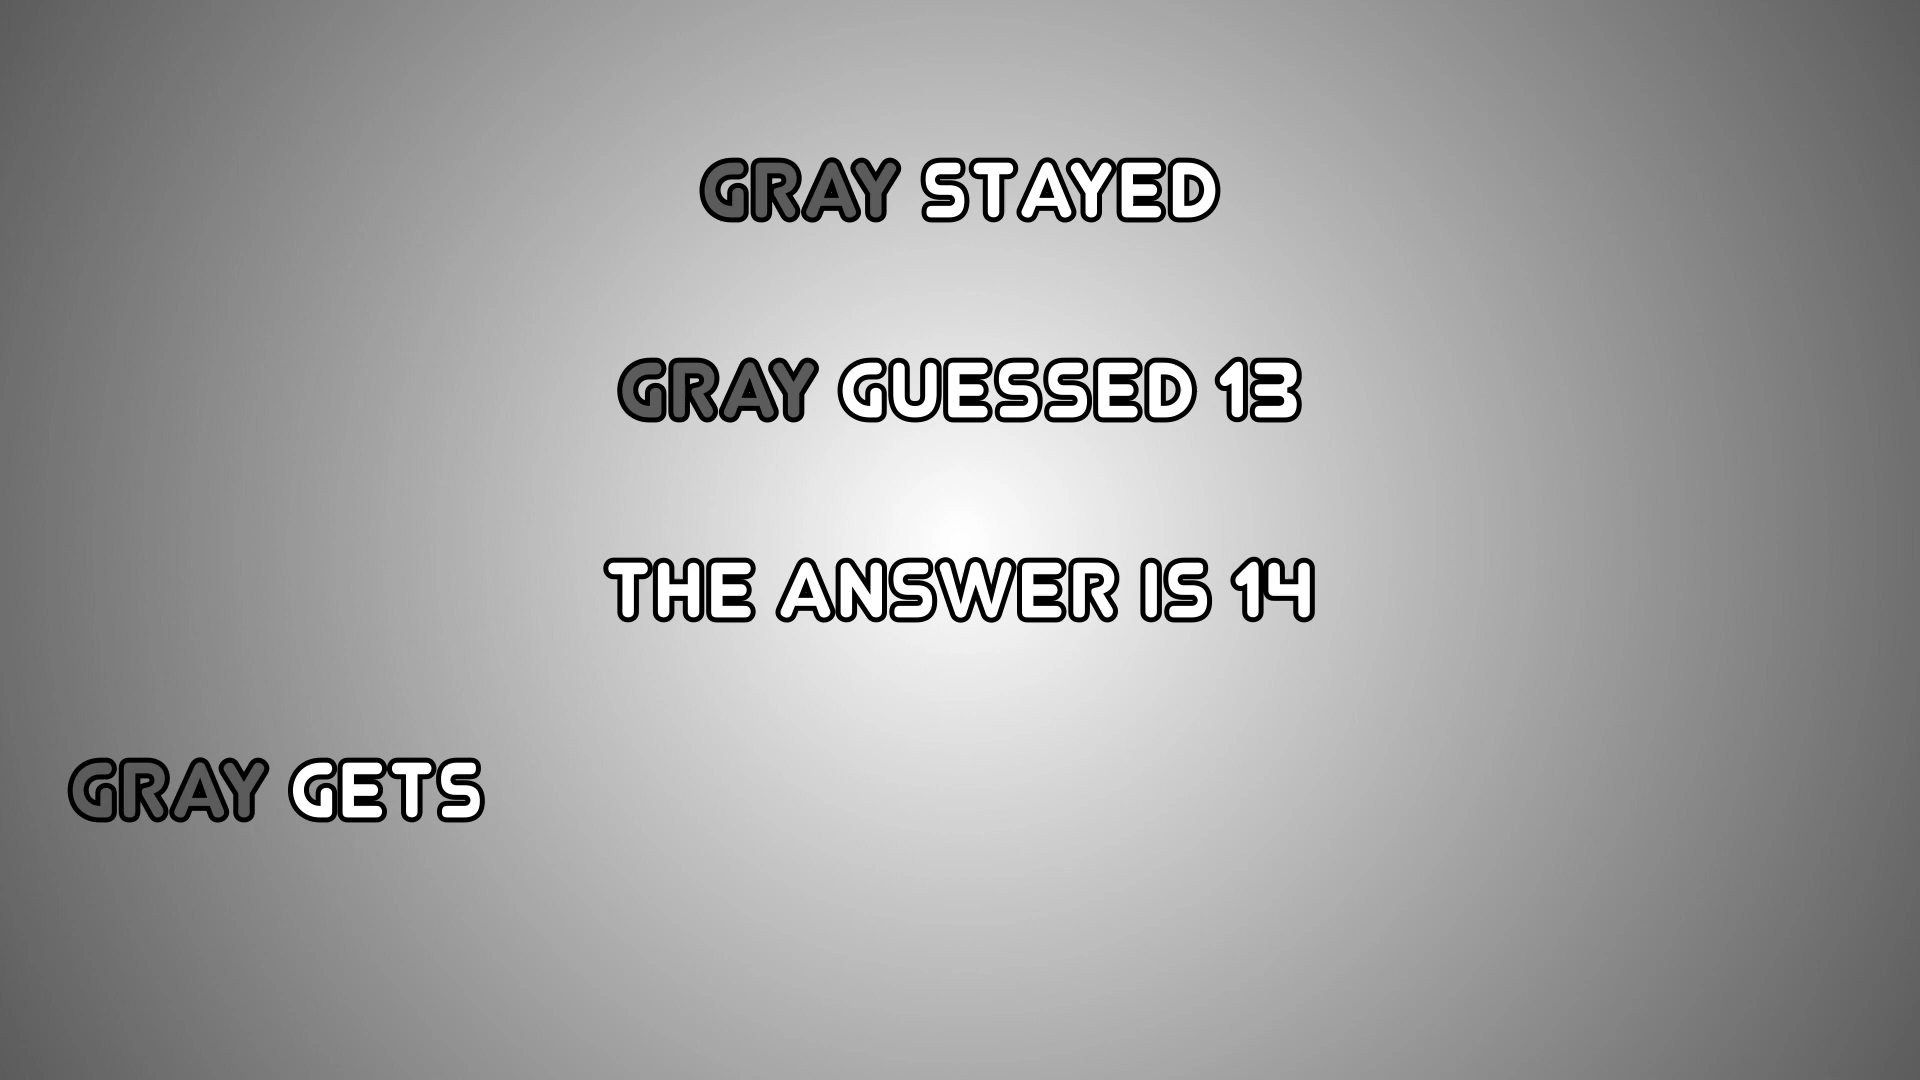 GRAY STAYED
GRAY GUESSED 13
THE ANSWER IS 14
GRAY GETS